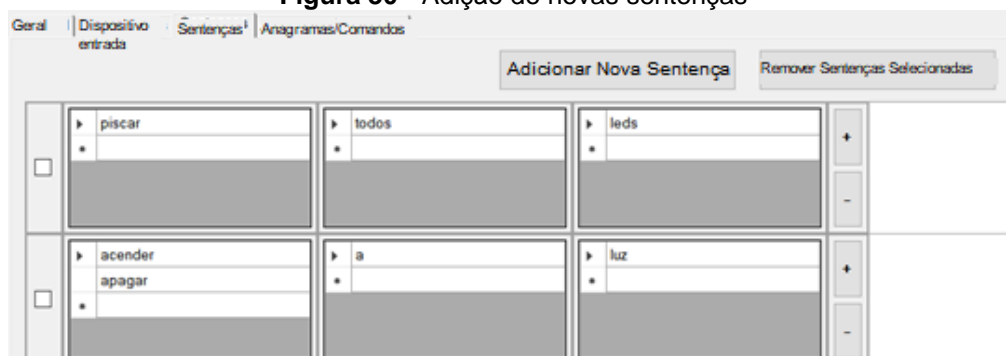 Figura 30 - Adição de novas sentenças
Geral Dispositivo entrada Sentenças Anagramas/Comandos
Adicionar Nova Sentença Remover Sentenças Selecionadas
piscar todos leds +
-
acender a luz +
apagar
-